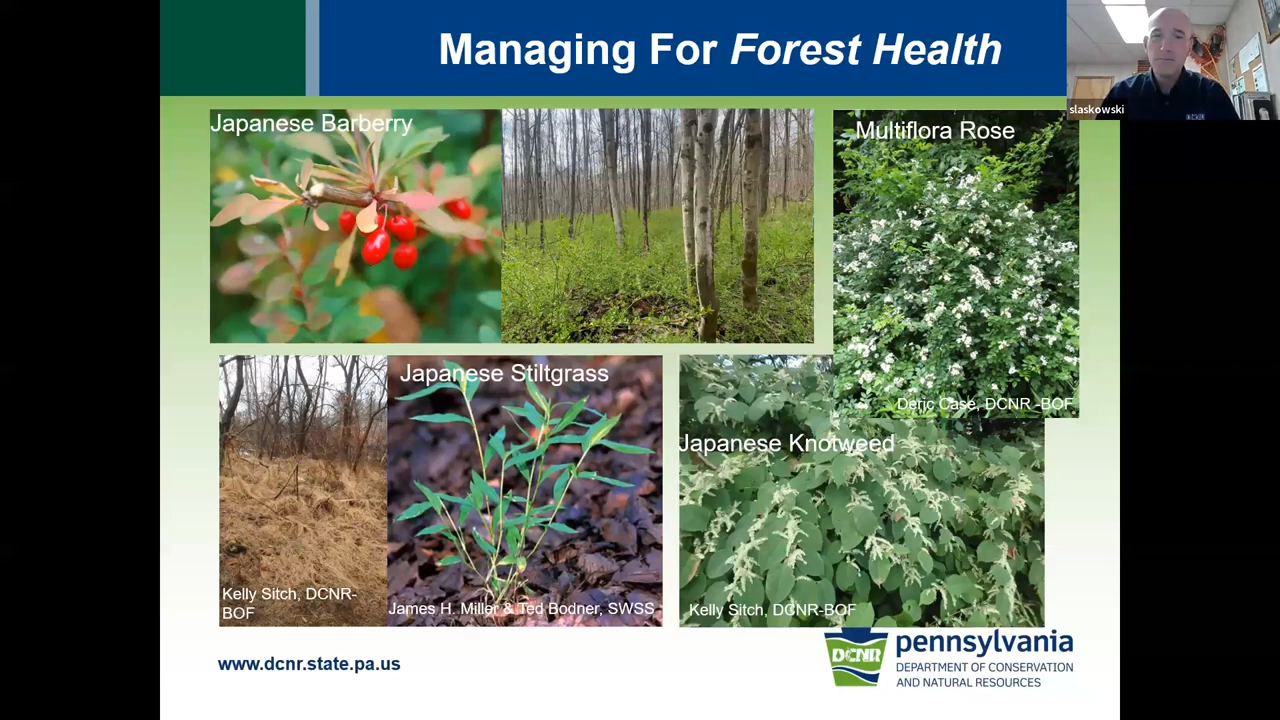 Managing For Forest Health
slaskowski
Japanese Barberry
Multiflora Rose
Deric Case, DCNR -BOF
Japanese Stiltgrass
Japanese Knotweed
Kelly Sitch, DCNR-
BOF
James H. Miller & Ted Bodner, SWSS
Kelly Sitch, DCNR-BOF
www.dcnr.state.pa.us
DCNR
pennsylvania
DEPARTMENT OF CONSERVATION
AND NATURAL RESOURCES